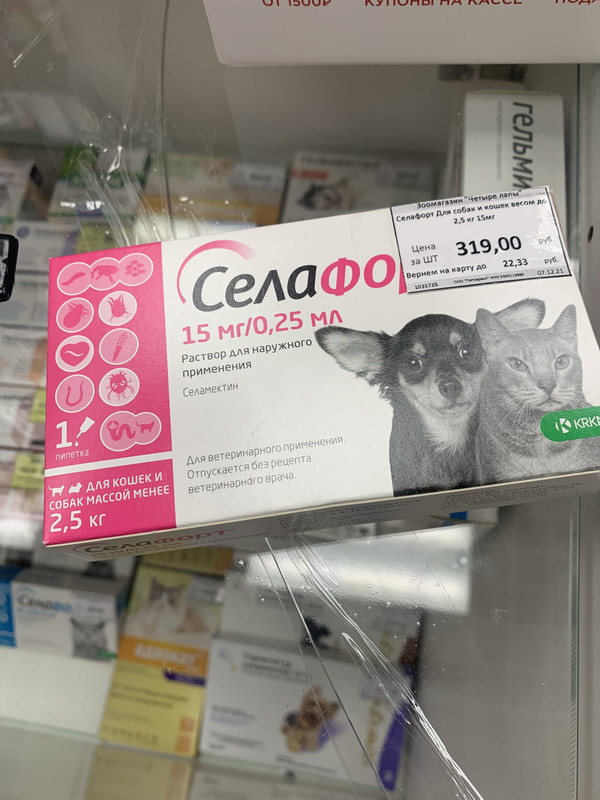 ОТ 1500₽ КУПОНЫ НА КАССЕ
гельми
Зоомагазин "Четыре лапы"
Селафорт Для собак и кошек весом до
2,5 кг 15мг
Цена
за ШТ
319,00 руб.
Вернем на карту до 22,33 руб.
1035735
07.12.21
Селафор
15 мг/0,25 мл
Раствор для наружного
применения
Селамектин
Для ветеринарного применения.
Отпускается без рецепта
ветеринарного врача.
1
пипетка
ДЛЯ КОШЕК И
СОБАК МАССОЙ МЕНЕЕ
2,5 кг
KRKA
Селафорт
Селафо